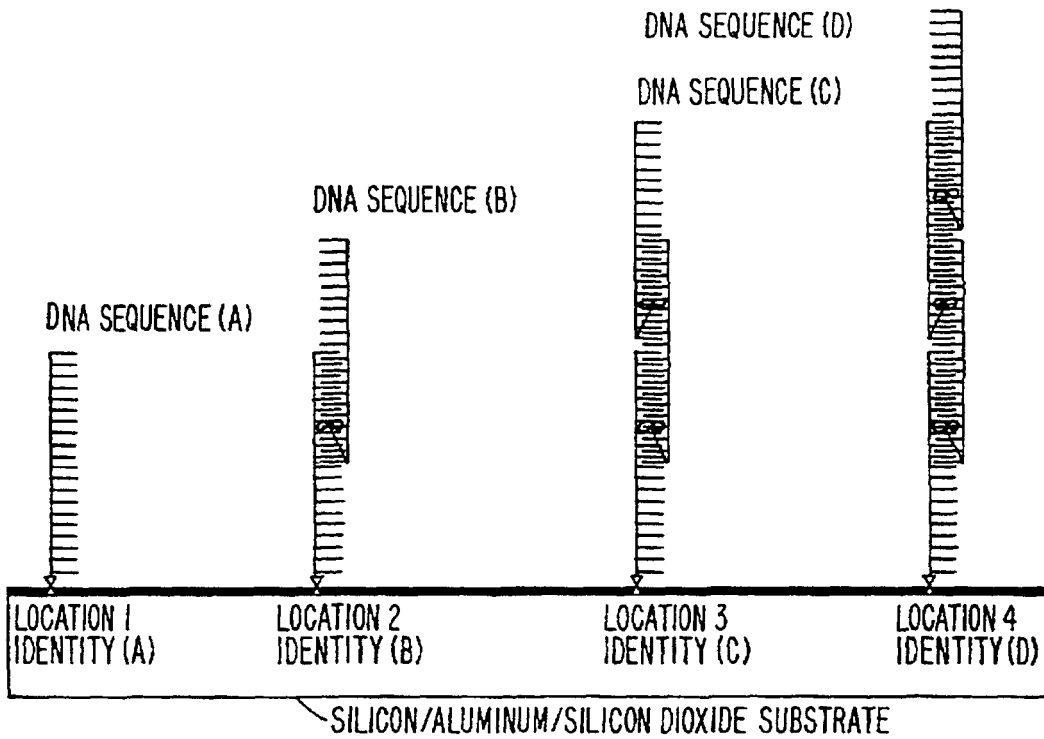 DNA SEQUENCE (D)
DNA SEQUENCE (C)
DNA SEQUENCE (B)
DNA SEQUENCE (A)
LOCATION 1
IDENTITY (A)
LOCATION 2
IDENTITY (B)
LOCATION 3
IDENTITY (C)
LOCATION 4
IDENTITY (D)
SILICON/ALUMINUM/SILICON DIOXIDE SUBSTRATE